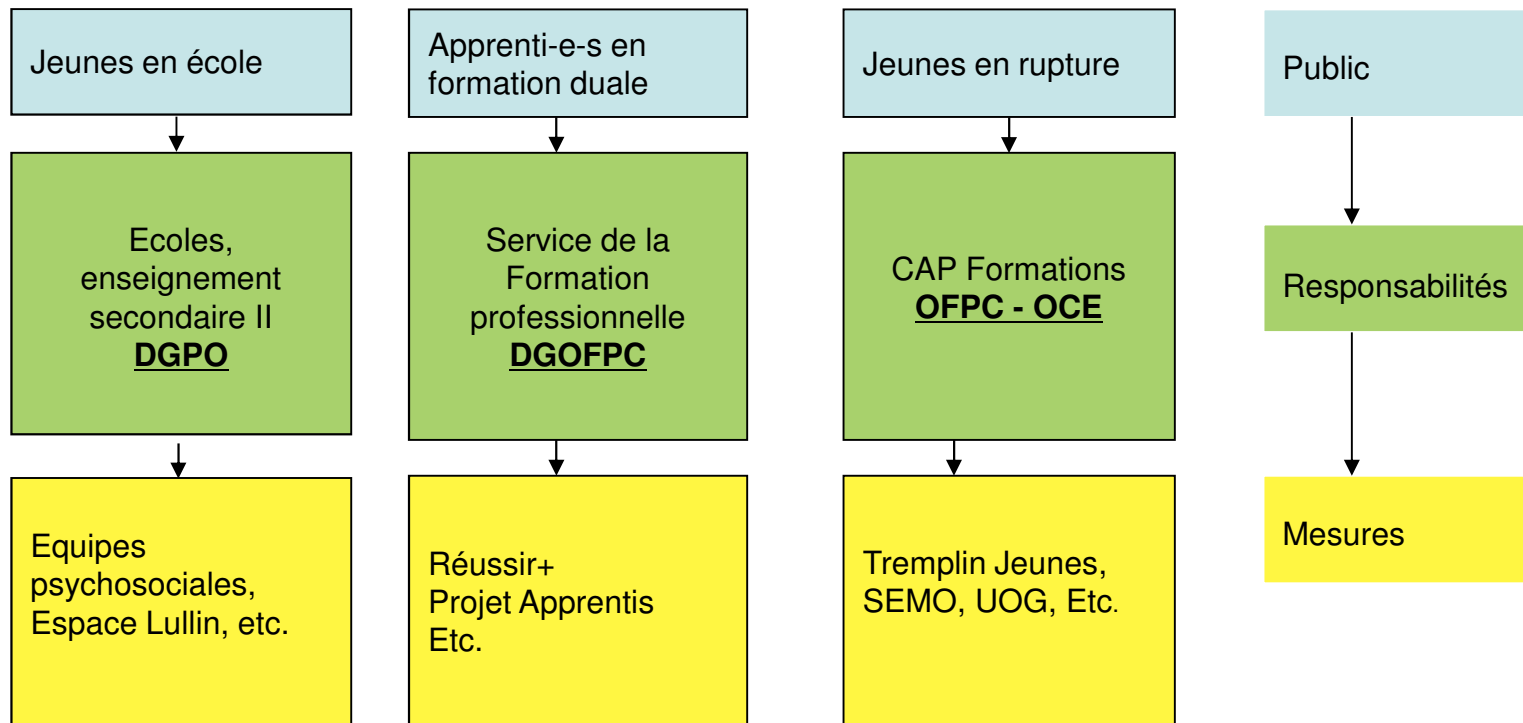 Jeunes en école
Apprenti-e-s en
formation duale
Jeunes en rupture
Public
Ecoles,
enseignement
secondaire II
DGPO
Service de la
Formation
professionnelle
DGOFPC
CAP Formations
OFPC - OCE
Responsabilités
Equipes
psychosociales,
Espace Lullin, etc.
Réussir+
Projet Apprentis
Etc.
Tremplin Jeunes,
SEMO, UOG, Etc.
Mesures